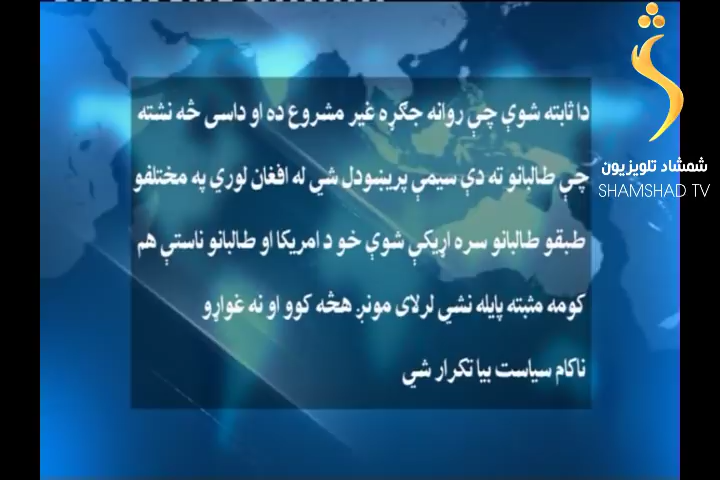 دا ثابته شوې چې روانه جګړه غیر مشروع ده او داسی څه نشته
چې طالبانو ته دې سیمې پریښودل شي له افغان لوري په مختلفو
طبقو طالبانو سره اړیکې شوې خو د امریکا او طالبانو ناستې هم
کومه مثبته پایله نشي لرلای مونږ هڅه کوو او نه غواړو
ناکام سیاست بیا تکرار شي
شمشاد تلویزیون
SHAMSHAD TV